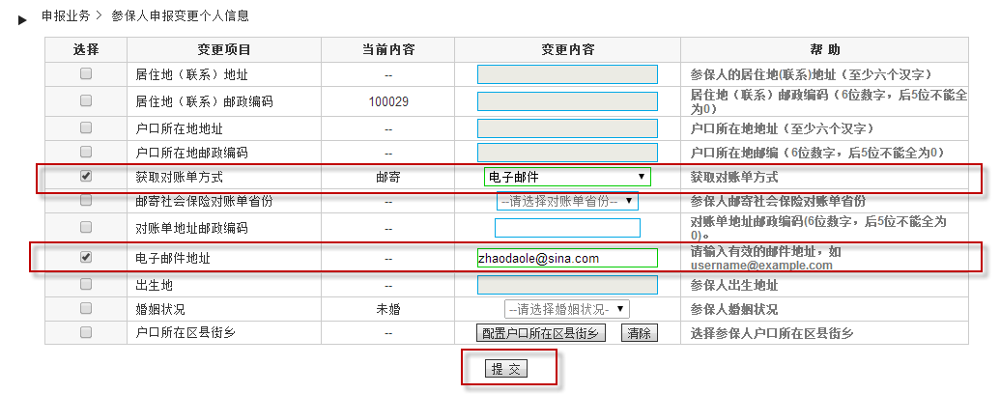 申报业务 > 参保人申报变更个人信息
选择 变更项目 当前内容 变更内容 帮 助
居住地（联系）地址 -- 参保人的居住地(联系)地址（至少六个汉字）
居住地（联系）邮政编码 100029 居住地（联系）邮政编码（6位数字，后5位不能全
为0）
户口所在地地址 -- 户口所在地地址（至少六个汉字）
户口所在地邮政编码 -- 户口所在地邮编（6位数字，后5位不能全为0）
获取对账单方式 邮寄 电子邮件 获取对账单方式
邮寄社会保险对账单省份 -- --请选择对账单省份-- 参保人邮寄社会保险对账单省份
对账单地址邮政编码 -- 对账单地址邮政编码(6位数字，后5位不能全为
0)。
电子邮件地址 -- zhaodaole@sina.com 请输入有效的邮件地址，如
username@example.com
出生地 -- 参保人出生地址
婚姻状况 未婚 --请选择婚姻状况- 参保人婚姻状况
户口所在区县街乡 -- 配置户口所在区县街乡 清除 选择参保人户口所在街乡
提 交